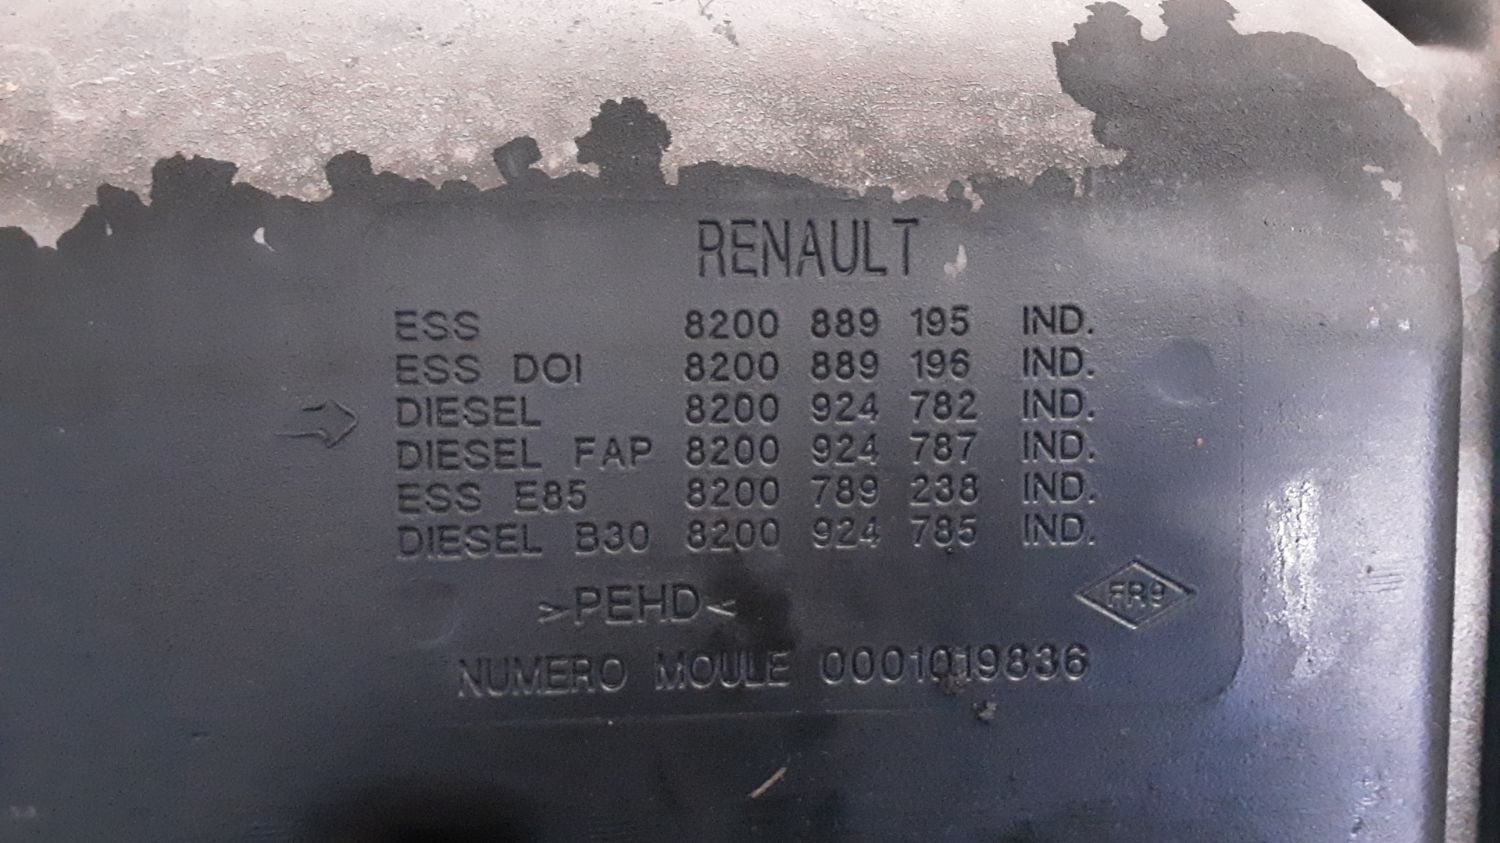 RENAULT
ESS 8200 889 195 IND.
ESS DOI 8200 889 196 IND.
DIESEL 8200 924 782 IND.
DIESEL FAP 8200 924 787 IND.
ESS E85 8200 789 238 IND.
DIESEL B30 8200 924 785 IND.
>PEHD<
FR9
NUMERO MOULE 0001019836